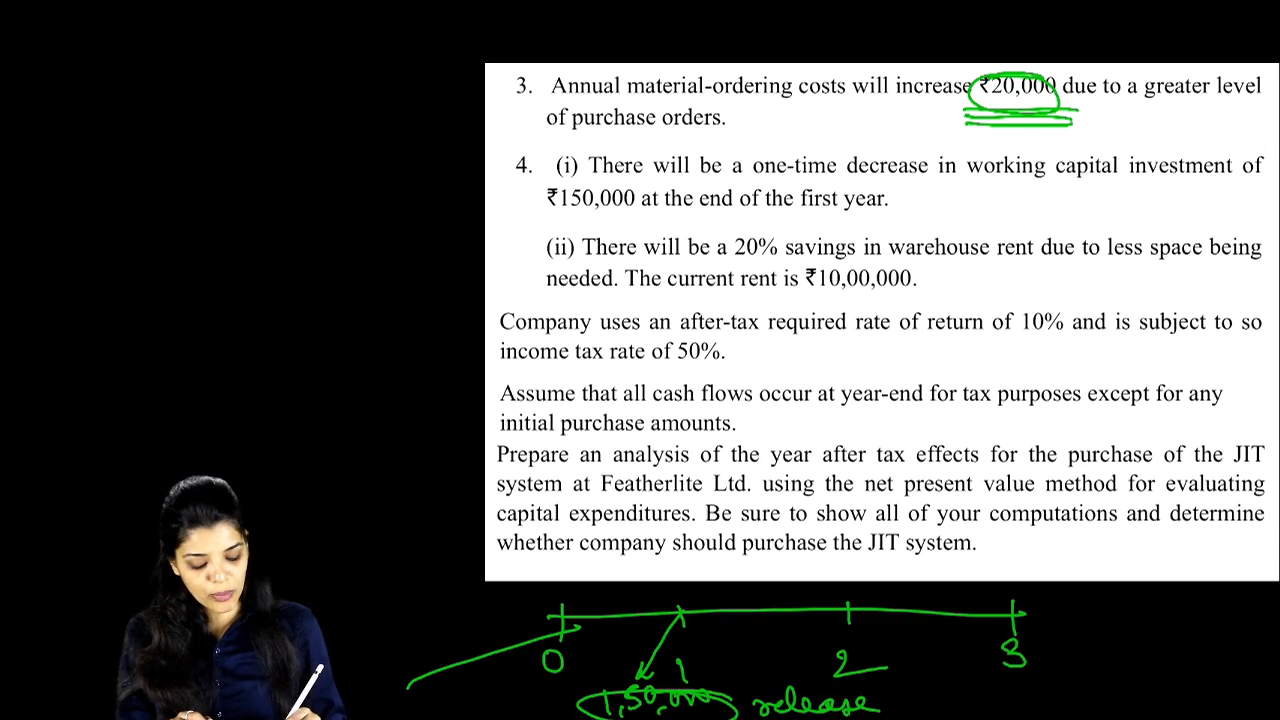 3. Annual material-ordering costs will increase ₹20,000 due to a greater level
of purchase orders.
4. (i) There will be a one-time decrease in working capital investment of
₹150,000 at the end of the first year.
(ii) There will be a 20% savings in warehouse rent due to less space being
needed. The current rent is ₹10,00,000.
Company uses an after-tax required rate of return of 10% and is subject to so
income tax rate of 50%.
Assume that all cash flows occur at year-end for tax purposes except for any
initial purchase amounts.
Prepare an analysis of the year after tax effects for the purchase of the JIT
system at Featherlite Ltd. using the net present value method for evaluating
capital expenditures. Be sure to show all of your computations and determine
whether company should purchase the JIT system.
0 1 2 3
1,50,000 release